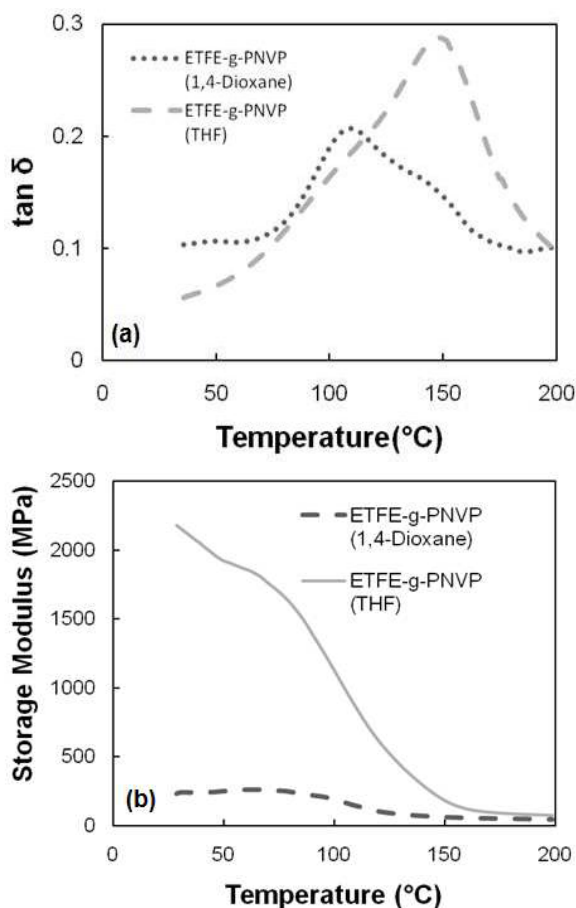 0.3
0.2
0.1
0
tan δ
ETFE-g-PNVP
(1,4-Dioxane)
ETFE-g-PNVP
(THF)
(a)
0 50 100 150 200
Temperature(°C)
2500
2000
1500
1000
500
0
Storage Modulus (MPa)
ETFE-g-PNVP
(1,4-Dioxane)
ETFE-g-PNVP
(THF)
(b)
0 50 100 150 200
Temperature (°C)